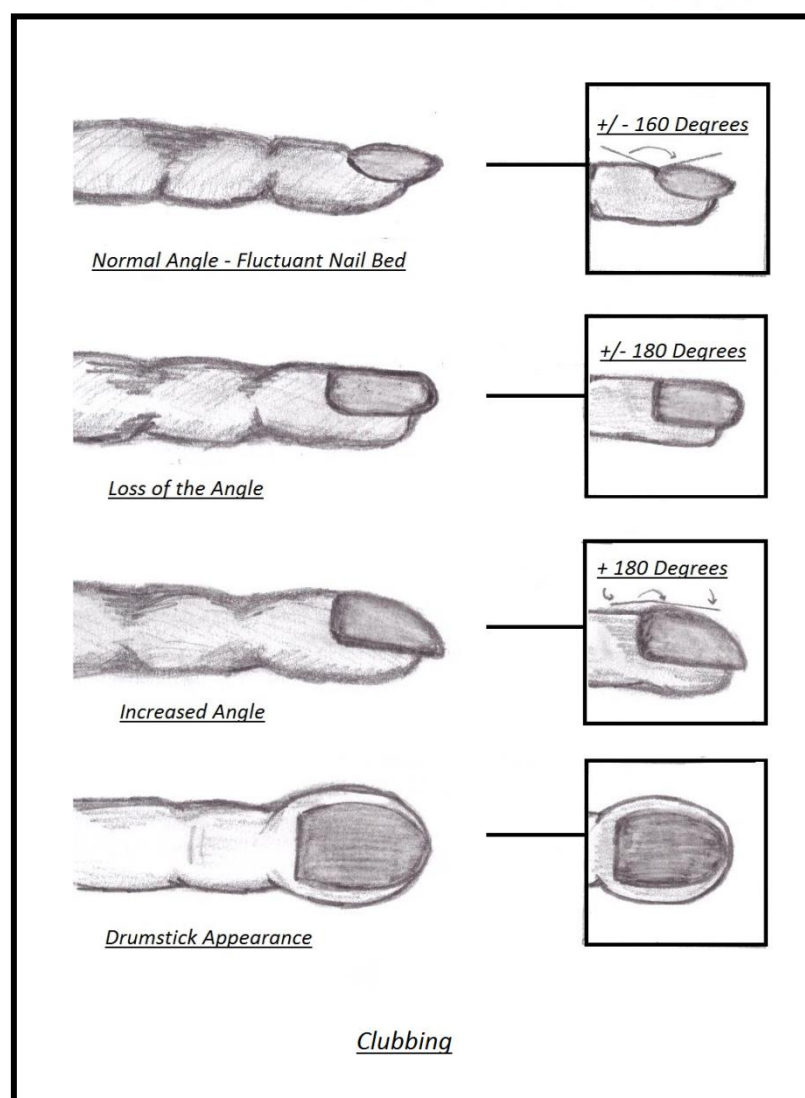 +/ - 160 Degrees
Normal Angle - Fluctuant Nail Bed
+/- 180 Degrees
Loss of the Angle
+ 180 Degrees
Increased Angle
Drumstick Appearance
Clubbing